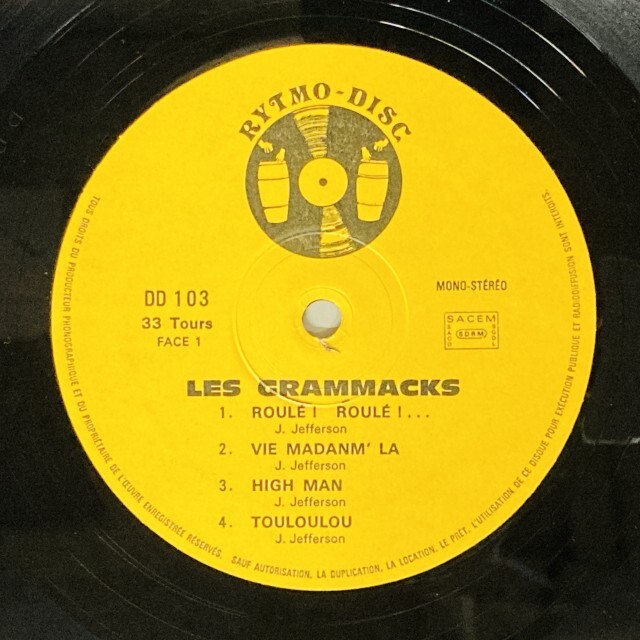 RYTMO-DISC
DD 103
33 Tours
FACE 1
MONO-STÉRÉO
SACEM
SDRM
LES GRAMMACKS
1. ROULÉ ! ROULÉ ! . . .
J. Jefferson
2. VIE MADANM' LA
J. Jefferson
3. HIGH MAN
J. Jefferson
4. TOULOULOU
J. Jefferson
TOUS DROITS DU PRODUCTEUR PHONOGRAPHIQUE ET DU PROPRIÉTAIRE DE L'ŒUVRE ENREGISTRÉE RÉSERVÉS. SAUF AUTORISATION, LA DUPLICATION, LA LOCATION, LE PRÊT, L'UTILISATION DE CE DISQUE POUR EXÉCUTION PUBLIQUE ET RADIODIFFUSION SONT INTERDITS.